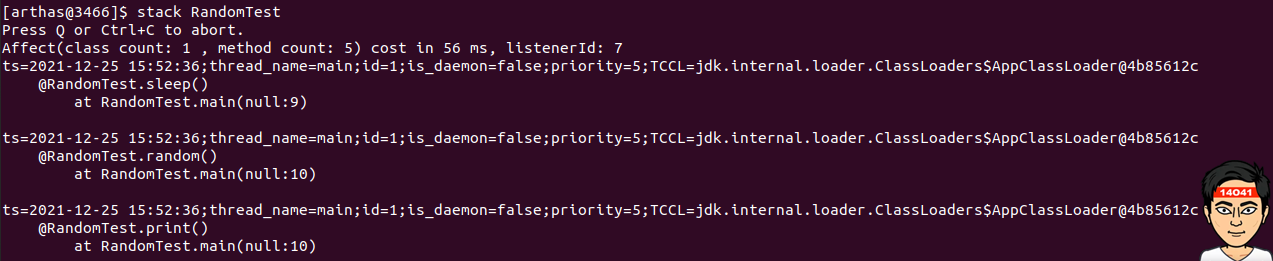 [arthas@3466]$ stack RandomTest
Press Q or Ctrl+C to abort.
Affect(class count: 1 , method count: 5) cost in 56 ms, listenerId: 7
ts=2021-12-25 15:52:36;thread_name=main;id=1;is_daemon=false;priority=5;TCCL=jdk.internal.loader.ClassLoaders$AppClassLoader@4b85612c
    @RandomTest.sleep()
        at RandomTest.main(null:9)
ts=2021-12-25 15:52:36;thread_name=main;id=1;is_daemon=false;priority=5;TCCL=jdk.internal.loader.ClassLoaders$AppClassLoader@4b85612c
    @RandomTest.random()
        at RandomTest.main(null:10)
ts=2021-12-25 15:52:36;thread_name=main;id=1;is_daemon=false;priority=5;TCCL=jdk.internal.loader.ClassLoaders$AppClassLoader@4b85612c
    @RandomTest.print()
        at RandomTest.main(null:10)
14041